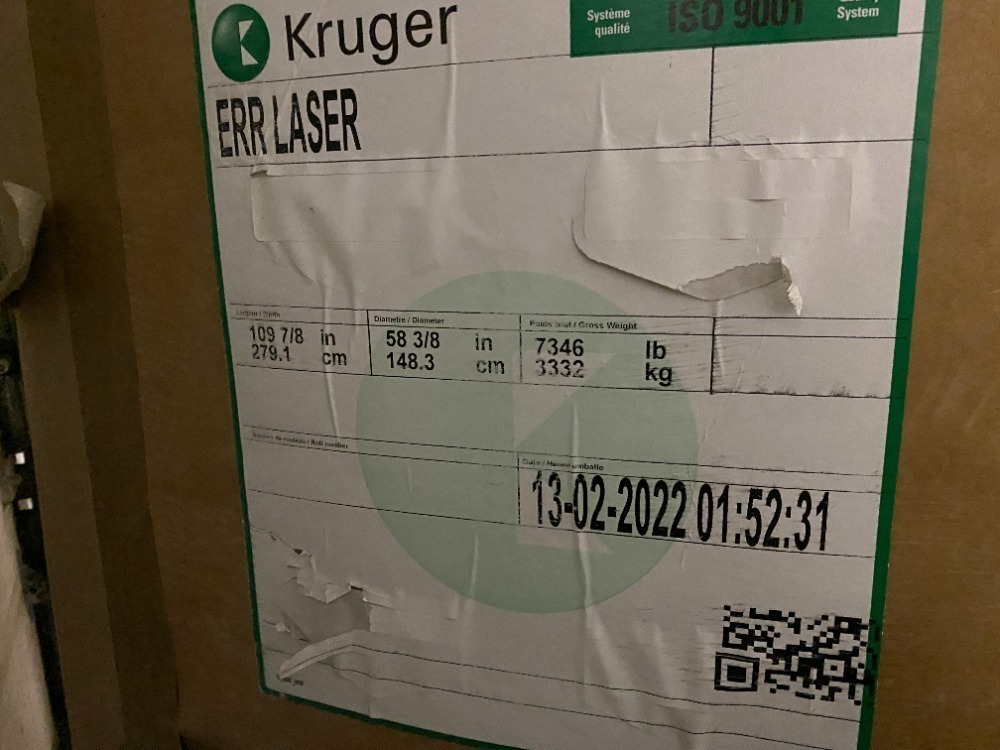 Kruger
Système
qualité
ISO 9001
System
ERR LASER
Diametre / Diameter
Poids brut / Gross Weight
109 7/8 in
279.1 cm
58 3/8 in
148.3 cm
7346 lb
3332 kg
13-02-2022 01:52:31